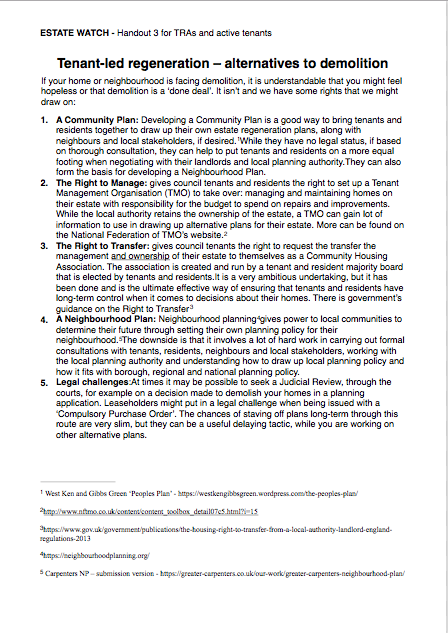 ESTATE WATCH - Handout 3 for TRAs and active tenants
Tenant-led regeneration – alternatives to demolition
If your home or neighbourhood is facing demolition, it is understandable that you might feel
hopeless or that demolition is a ‘done deal’. It isn’t and we have some rights that we might
draw on:
1. A Community Plan: Developing a Community Plan is a good way to bring tenants and
residents together to draw up their own estate regeneration plans, along with
neighbours and local stakeholders, if desired.¹While they have no legal status, if based
on thorough consultation, they can help to put tenants and residents on a more equal
footing when negotiating with their landlords and local planning authority.They can also
form the basis for developing a Neighborhood Plan.
2. The Right to Manage: gives council tenants and residents the right to set up a Tenant
Management Organisation (TMO) to take over: managing and maintaining homes on
their estate with responsibility for the budget to spend on repairs and improvements.
While the local authority retains the ownership of the estate, a TMO can gain lot of
information to use in drawing up alternative plans for their estate. More can be found on
the National Federation of TMO’s website.²
3. The Right to Transfer: gives council tenants the right to request the transfer the
management and ownership of their estate to themselves as a Community Housing
Association. The association is created and run by a tenant and resident majority board
that is elected by tenants and residents.it is a very ambitious undertaking, but it has
been done and is the ultimate effective way of ensuring that tenants and residents have
long-term control when it comes to decisions about their homes. There is government’s
guidance on the Right to Transfer³
4. A Neighbourhood Plan: Neighbourhood planning⁴gives power to local communities to
determine their future through setting their own planning policy for their
neighbourhood.⁵The downside is that it involves a lot of hard work in carrying out formal
consultations with tenants, residents, neighbours and local stakeholders, working with
the local planning authority and understanding how to draw up local planning policy and
how it fits with borough, regional and national planning policy.
5. Legal challenges:At times it may be possible to seek a Judicial Review, through the
courts, for example on a decision made to demolish your homes in a planning
application. Leaseholders might put in a legal challenge when being issued with a
‘Compulsory Purchase Order’. The chances of staving off plans long-term through this
route are very slim, but they can be a useful delaying tactic, while you are working on
other alternative plans.
¹ West Ken and Gibbs Green ‘Peoples Plan’ - https://westkengibbsgreen.wordpress.com/the-peoples-plan/
²http://www.nftmo.co.uk/content/content_toolbox_detail07c5.html?i=15
³https://www.gov.uk/government/publications/the-housing-right-to-transfer-from-a-local-authority-landlord-england-
regulations-2013
⁴https://neighbourhoodplanning.org/
⁵ Carpenters NP – submission version - https://greater-carpenters.co.uk/our-work/greater-carpenters-neighbourhood-plan/